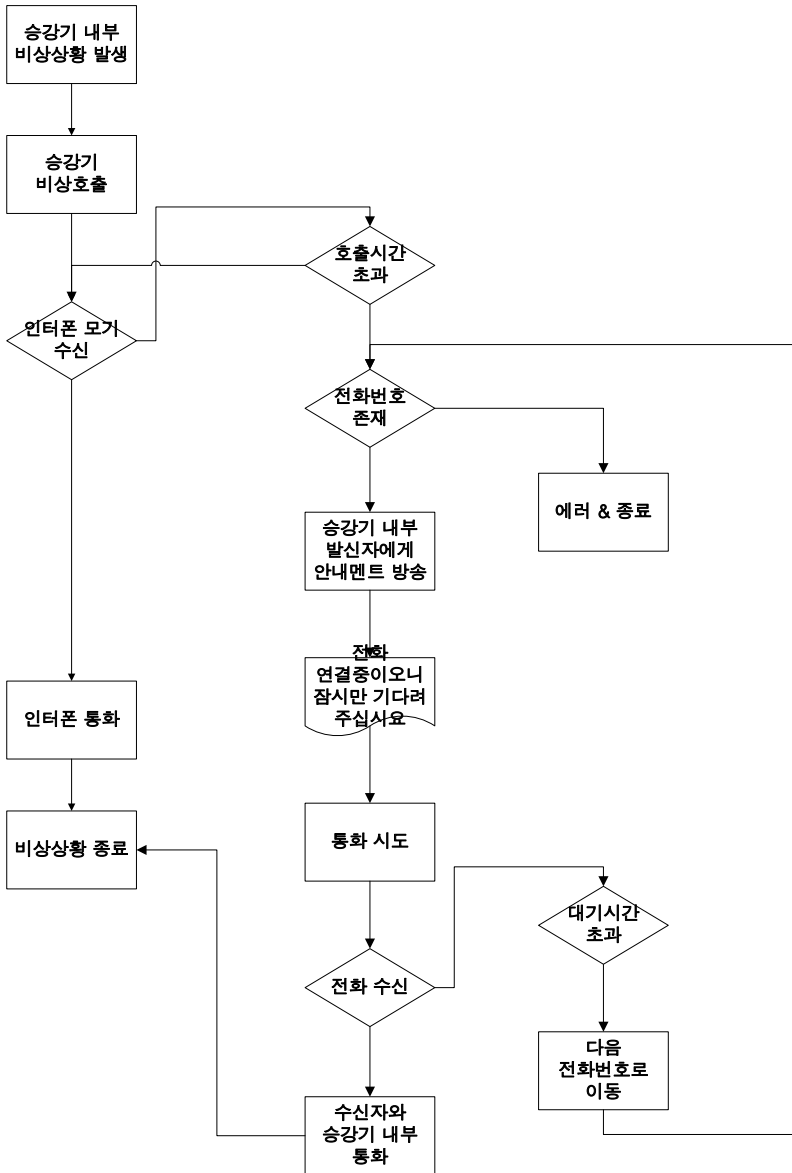 승강기 내부
비상상황 발생
승강기
비상호출
호출시간
초과
인터폰 모기
수신
전화번호
존재
에러 & 종료
승강기 내부
발신자에게
안내멘트 방송
전화
연결중이오니
잠시만 기다려
주십시요
인터폰 통화
비상상황 종료
통화 시도
대기시간
초과
전화 수신
다음
전화번호로
이동
수신자와
승강기 내부
통화